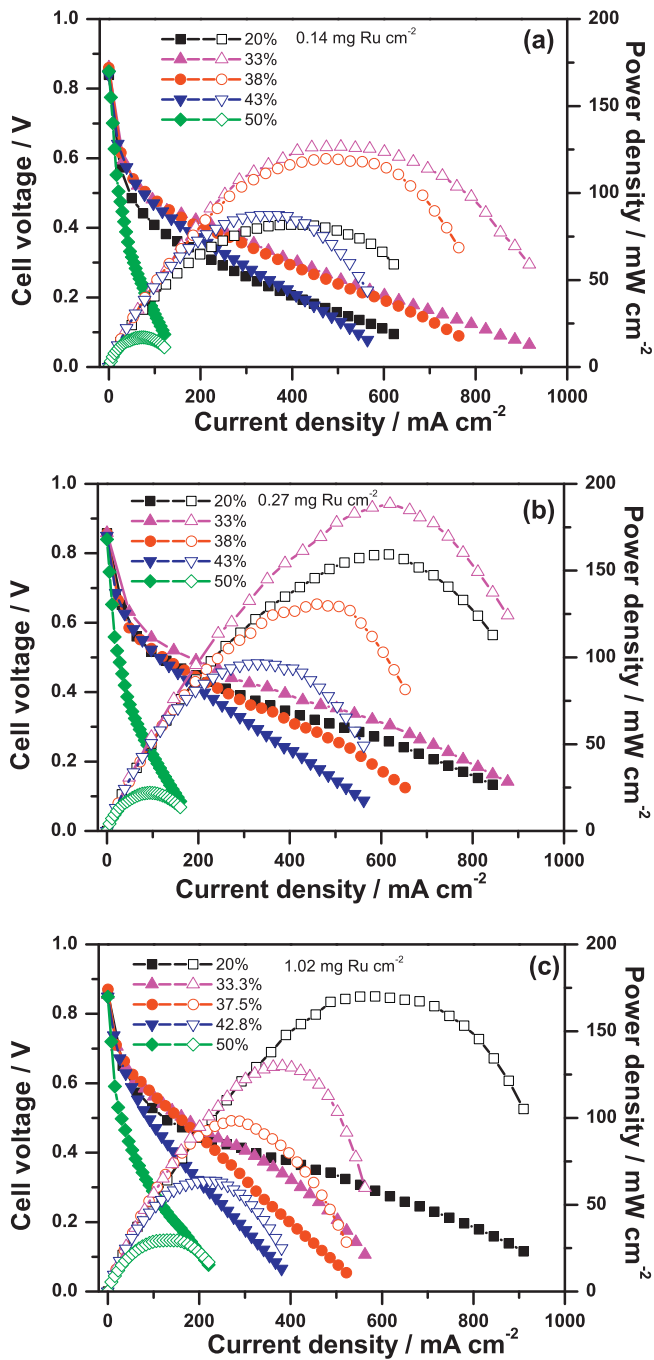 (a)
0.14 mg Ru cm-2
20%
33%
38%
43%
50%
Cell voltage / V
1.0
0.8
0.6
0.4
0.2
0.0
Power density / mW cm-2
200
150
100
50
0
0 200 400 600 800 1000
Current density / mA cm-2
(b)
0.27 mg Ru cm-2
20%
33%
38%
43%
50%
Cell voltage / V
1.0
0.8
0.6
0.4
0.2
0.0
Power density / mW cm-2
200
150
100
50
0
0 200 400 600 800 1000
Current density / mA cm-2
(c)
1.02 mg Ru cm-2
20%
33.3%
37.5%
42.8%
50%
Cell voltage / V
1.0
0.8
0.6
0.4
0.2
0.0
Power density / mW cm-2
200
150
100
50
0
0 200 400 600 800 1000
Current density / mA cm-2